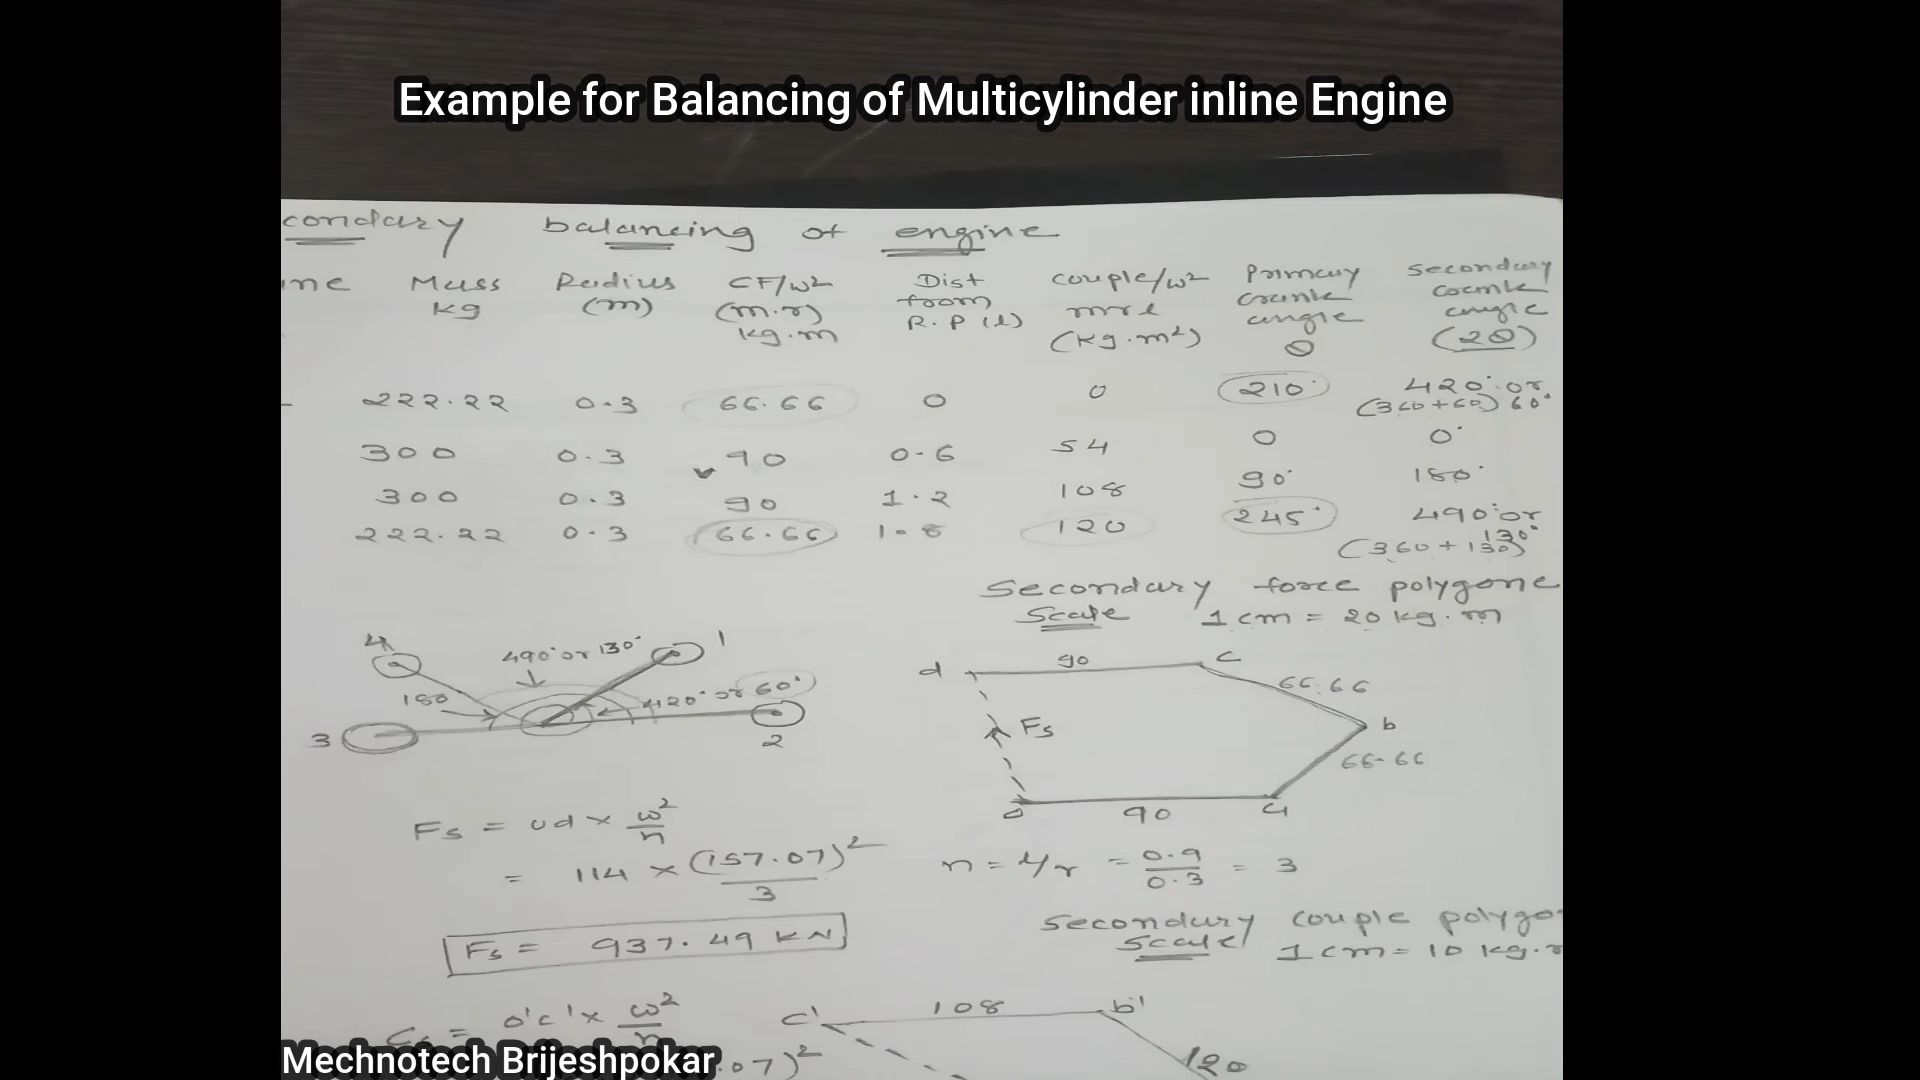 Example for Balancing of Multicylinder inline Engine
condary balancing of engine
ine Mass Radius CF/ω² Dist couple/ω² Primary Secondary
kg (m) (m.r) from mrl crank crank
kg.m R.P (l) (kg.m²) angle angle
θ (2θ)
222.22 0.3 66.66 0 0 210° 420° or
(360+60) 60°
300 0.3 90 0.6 54 0 0°
300 0.3 90 1.2 108 90° 180°
222.22 0.3 66.66 1.8 120 245° 490° or
130°
(360+130)
Secondary force polygone
Scale 1 cm = 20 kg.m
4 490° or 130° 1
180 420° or 60°
3 2
d 90 c
66.66
Fs b
66.66
o 90 a
Fs = od × ω²/n
= 114 × (157.07)²/3
n = l/r = 0.9/0.3 = 3
Fs = 937.49 KN
Secondary couple polygo
Scale 1 cm = 10 kg.
= o'c' × ω²/n
c' 108 b'
120
.07)²
Mechnotech Brijeshpokar